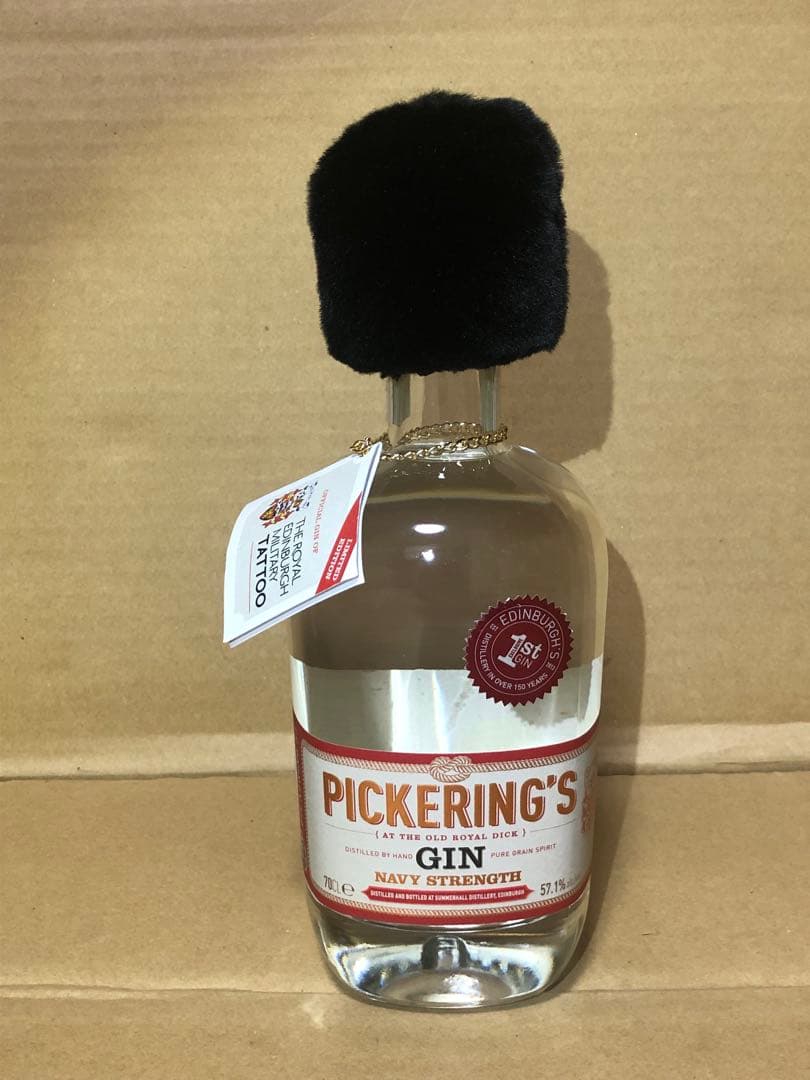 OFFICIAL GIN OF
THE ROYAL
EDINBURGH
MILITARY
TATTOO
LIMITED
EDITION
EDINBURGH'S
1st
GIN
DISTILLERY IN OVER 150 YEARS
PICKERING'S
{ AT THE OLD ROYAL DICK }
DISTILLED BY HAND GIN PURE GRAIN SPIRIT
NAVY STRENGTH
70CL e 57.1%
DISTILLED AND BOTTLED AT SUMMERHALL DISTILLERY, EDINBURGH